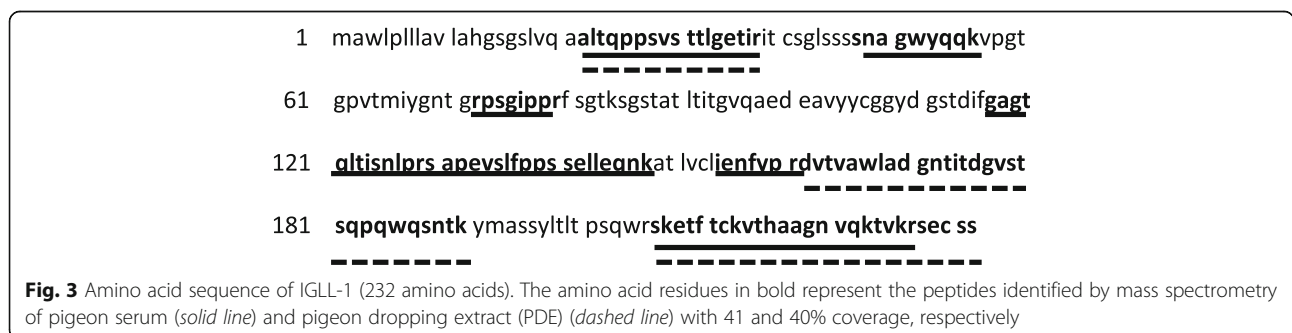 1 mawlplllav lahgsgslvq aaltqppsvs ttlgetirit csglssssna gwyqqkvpgt
61 gpvtmiygnt grpsgipprf sgtksgstat ltitgvqaed eavyycggyd gstdifgagt
121 qltisnlprs apevslfpps sellegnkat lvclienfyp rdvtvawlad gntitdgvst
181 sqpqwqsntk ymassyltlt psqwrsketf tckvthaagn vqktvkrsec ss
Fig. 3 Amino acid sequence of IGLL-1 (232 amino acids). The amino acid residues in bold represent the peptides identified by mass spectrometry
of pigeon serum (solid line) and pigeon dropping extract (PDE) (dashed line) with 41 and 40% coverage, respectively